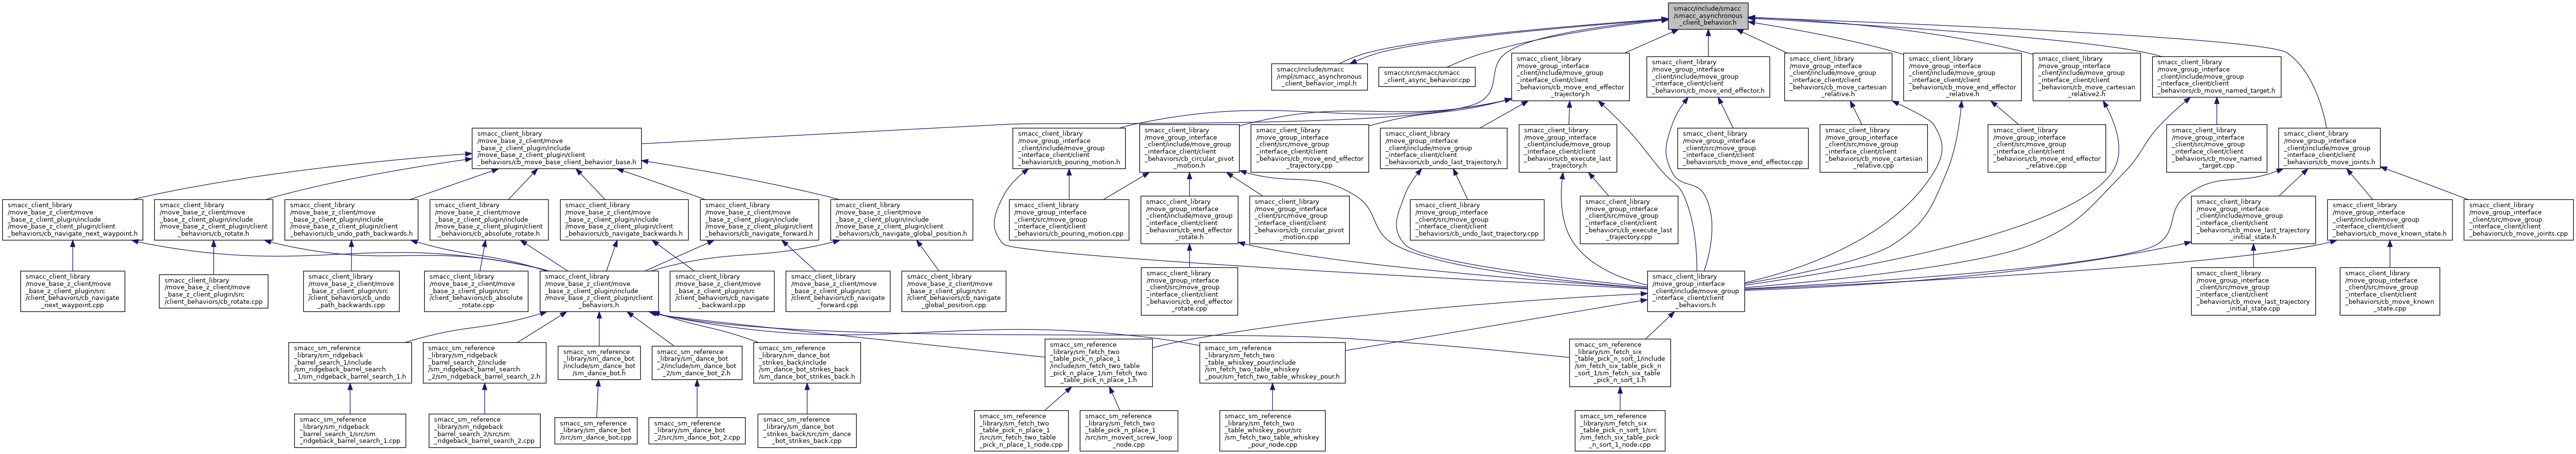 smacc/include/smacc
/smacc_asynchronous
_client_behavior.h
smacc/include/smacc
/impl/smacc_asynchronous
_client_behavior_impl.h
smacc/src/smacc/smacc
_client_async_behavior.cpp
smacc_client_library
/move_group_interface
_client/include/move_group
_interface_client/client
_behaviors/cb_move_end_effector
_trajectory.h
smacc_client_library
/move_group_interface
_client/include/move_group
_interface_client/client
_behaviors/cb_move_end_effector.h
smacc_client_library
/move_group_interface
_client/include/move_group
_interface_client/client
_behaviors/cb_move_cartesian
_relative.h
smacc_client_library
/move_group_interface
_client/include/move_group
_interface_client/client
_behaviors/cb_move_end_effector
_relative.h
smacc_client_library
/move_group_interface
_client/include/move_group
_interface_client/client
_behaviors/cb_move_cartesian
_relative2.h
smacc_client_library
/move_group_interface
_client/include/move_group
_interface_client/client
_behaviors/cb_move_named_target.h
smacc_client_library
/move_base_z_client/move
_base_z_client_plugin/include
/move_base_z_client_plugin/client
_behaviors/cb_move_base_client_behavior_base.h
smacc_client_library
/move_group_interface
_client/include/move_group
_interface_client/client
_behaviors/cb_pouring_motion.h
smacc_client_library
/move_group_interface
_client/include/move_group
_interface_client/client
_behaviors/cb_circular_pivot
_motion.h
smacc_client_library
/move_group_interface
_client/src/move_group
_interface_client/client
_behaviors/cb_move_end_effector
_trajectory.cpp
smacc_client_library
/move_group_interface
_client/include/move_group
_interface_client/client
_behaviors/cb_undo_last_trajectory.h
smacc_client_library
/move_group_interface
_client/include/move_group
_interface_client/client
_behaviors/cb_execute_last
_trajectory.h
smacc_client_library
/move_group_interface
_client/src/move_group
_interface_client/client
_behaviors/cb_move_end_effector.cpp
smacc_client_library
/move_group_interface
_client/src/move_group
_interface_client/client
_behaviors/cb_move_cartesian
_relative.cpp
smacc_client_library
/move_group_interface
_client/src/move_group
_interface_client/client
_behaviors/cb_move_end_effector
_relative.cpp
smacc_client_library
/move_group_interface
_client/src/move_group
_interface_client/client
_behaviors/cb_move_named
_target.cpp
smacc_client_library
/move_group_interface
_client/include/move_group
_interface_client/client
_behaviors/cb_move_joints.h
smacc_client_library
/move_base_z_client/move
_base_z_client_plugin/include
/move_base_z_client_plugin/client
_behaviors/cb_navigate_next_waypoint.h
smacc_client_library
/move_base_z_client/move
_base_z_client_plugin/include
/move_base_z_client_plugin/client
_behaviors/cb_rotate.h
smacc_client_library
/move_base_z_client/move
_base_z_client_plugin/include
/move_base_z_client_plugin/client
_behaviors/cb_undo_path_backwards.h
smacc_client_library
/move_base_z_client/move
_base_z_client_plugin/include
/move_base_z_client_plugin/client
_behaviors/cb_absolute_rotate.h
smacc_client_library
/move_base_z_client/move
_base_z_client_plugin/include
/move_base_z_client_plugin/client
_behaviors/cb_navigate_backwards.h
smacc_client_library
/move_base_z_client/move
_base_z_client_plugin/include
/move_base_z_client_plugin/client
_behaviors/cb_navigate_forward.h
smacc_client_library
/move_base_z_client/move
_base_z_client_plugin/include
/move_base_z_client_plugin/client
_behaviors/cb_navigate_global_position.h
smacc_client_library
/move_group_interface
_client/src/move_group
_interface_client/client
_behaviors/cb_pouring_motion.cpp
smacc_client_library
/move_group_interface
_client/include/move_group
_interface_client/client
_behaviors/cb_end_effector
_rotate.h
smacc_client_library
/move_group_interface
_client/src/move_group
_interface_client/client
_behaviors/cb_circular_pivot
_motion.cpp
smacc_client_library
/move_group_interface
_client/src/move_group
_interface_client/client
_behaviors/cb_undo_last_trajectory.cpp
smacc_client_library
/move_group_interface
_client/src/move_group
_interface_client/client
_behaviors/cb_execute_last
_trajectory.cpp
smacc_client_library
/move_group_interface
_client/include/move_group
_interface_client/client
_behaviors/cb_move_last_trajectory
_initial_state.h
smacc_client_library
/move_group_interface
_client/include/move_group
_interface_client/client
_behaviors/cb_move_known_state.h
smacc_client_library
/move_group_interface
_client/src/move_group
_interface_client/client
_behaviors/cb_move_joints.cpp
smacc_client_library
/move_base_z_client/move
_base_z_client_plugin/src
/client_behaviors/cb_navigate
_next_waypoint.cpp
smacc_client_library
/move_base_z_client/move
_base_z_client_plugin/src
/client_behaviors/cb_rotate.cpp
smacc_client_library
/move_base_z_client/move
_base_z_client_plugin/src
/client_behaviors/cb_undo
_path_backwards.cpp
smacc_client_library
/move_base_z_client/move
_base_z_client_plugin/src
/client_behaviors/cb_absolute
_rotate.cpp
smacc_client_library
/move_base_z_client/move
_base_z_client_plugin/include
/move_base_z_client_plugin/client
_behaviors.h
smacc_client_library
/move_base_z_client/move
_base_z_client_plugin/src
/client_behaviors/cb_navigate
_backward.cpp
smacc_client_library
/move_base_z_client/move
_base_z_client_plugin/src
/client_behaviors/cb_navigate
_forward.cpp
smacc_client_library
/move_base_z_client/move
_base_z_client_plugin/src
/client_behaviors/cb_navigate
_global_position.cpp
smacc_client_library
/move_group_interface
_client/src/move_group
_interface_client/client
_behaviors/cb_end_effector
_rotate.cpp
smacc_client_library
/move_group_interface
_client/include/move_group
_interface_client/client
_behaviors.h
smacc_client_library
/move_group_interface
_client/src/move_group
_interface_client/client
_behaviors/cb_move_last_trajectory
_initial_state.cpp
smacc_client_library
/move_group_interface
_client/src/move_group
_interface_client/client
_behaviors/cb_move_known
_state.cpp
smacc_sm_reference
_library/sm_ridgeback
_barrel_search_1/include
/sm_ridgeback_barrel_search
_1/sm_ridgeback_barrel_search_1.h
smacc_sm_reference
_library/sm_ridgeback
_barrel_search_2/include
/sm_ridgeback_barrel_search
_2/sm_ridgeback_barrel_search_2.h
smacc_sm_reference
_library/sm_dance_bot
/include/sm_dance_bot
/sm_dance_bot.h
smacc_sm_reference
_library/sm_dance_bot
_2/include/sm_dance_bot
_2/sm_dance_bot_2.h
smacc_sm_reference
_library/sm_dance_bot
_strikes_back/include
/sm_dance_bot_strikes_back
/sm_dance_bot_strikes_back.h
smacc_sm_reference
_library/sm_fetch_two
_table_pick_n_place_1
/include/sm_fetch_two_table
_pick_n_place_1/sm_fetch_two
_table_pick_n_place_1.h
smacc_sm_reference
_library/sm_fetch_two
_table_whiskey_pour/include
/sm_fetch_two_table_whiskey
_pour/sm_fetch_two_table_whiskey_pour.h
smacc_sm_reference
_library/sm_fetch_six
_table_pick_n_sort_1/include
/sm_fetch_six_table_pick_n
_sort_1/sm_fetch_six_table
_pick_n_sort_1.h
smacc_sm_reference
_library/sm_ridgeback
_barrel_search_1/src/sm
_ridgeback_barrel_search_1.cpp
smacc_sm_reference
_library/sm_ridgeback
_barrel_search_2/src/sm
_ridgeback_barrel_search_2.cpp
smacc_sm_reference
_library/sm_dance_bot
/src/sm_dance_bot.cpp
smacc_sm_reference
_library/sm_dance_bot
_2/src/sm_dance_bot_2.cpp
smacc_sm_reference
_library/sm_dance_bot
_strikes_back/src/sm_dance
_bot_strikes_back.cpp
smacc_sm_reference
_library/sm_fetch_two
_table_pick_n_place_1
/src/sm_fetch_two_table
_pick_n_place_1_node.cpp
smacc_sm_reference
_library/sm_fetch_two
_table_pick_n_place_1
/src/sm_moveit_screw_loop
_node.cpp
smacc_sm_reference
_library/sm_fetch_two
_table_whiskey_pour/src
/sm_fetch_two_table_whiskey
_pour_node.cpp
smacc_sm_reference
_library/sm_fetch_six
_table_pick_n_sort_1/src
/sm_fetch_six_table_pick
_n_sort_1_node.cpp